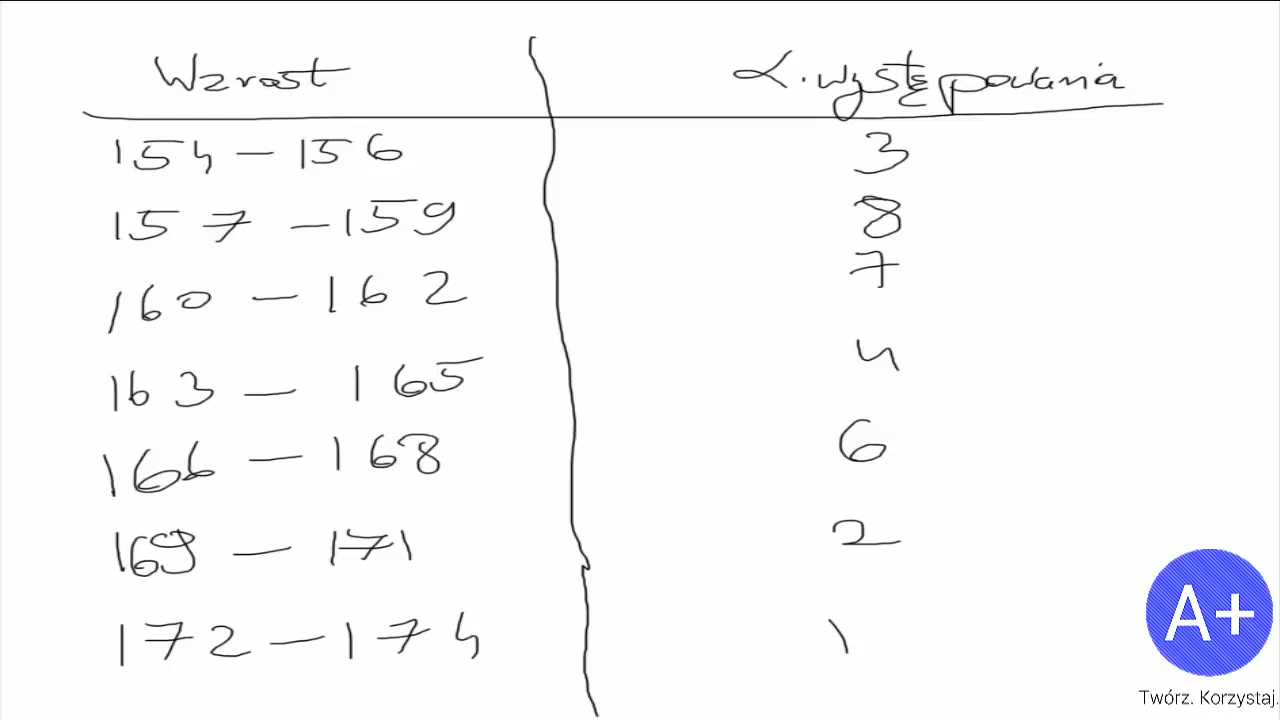 Wzrost L. występowania
154 - 156 3
157 - 159 8
160 - 162 7
163 - 165 4
166 - 168 6
169 - 171 2
172 - 174 1
A+
Twórz. Korzystaj.